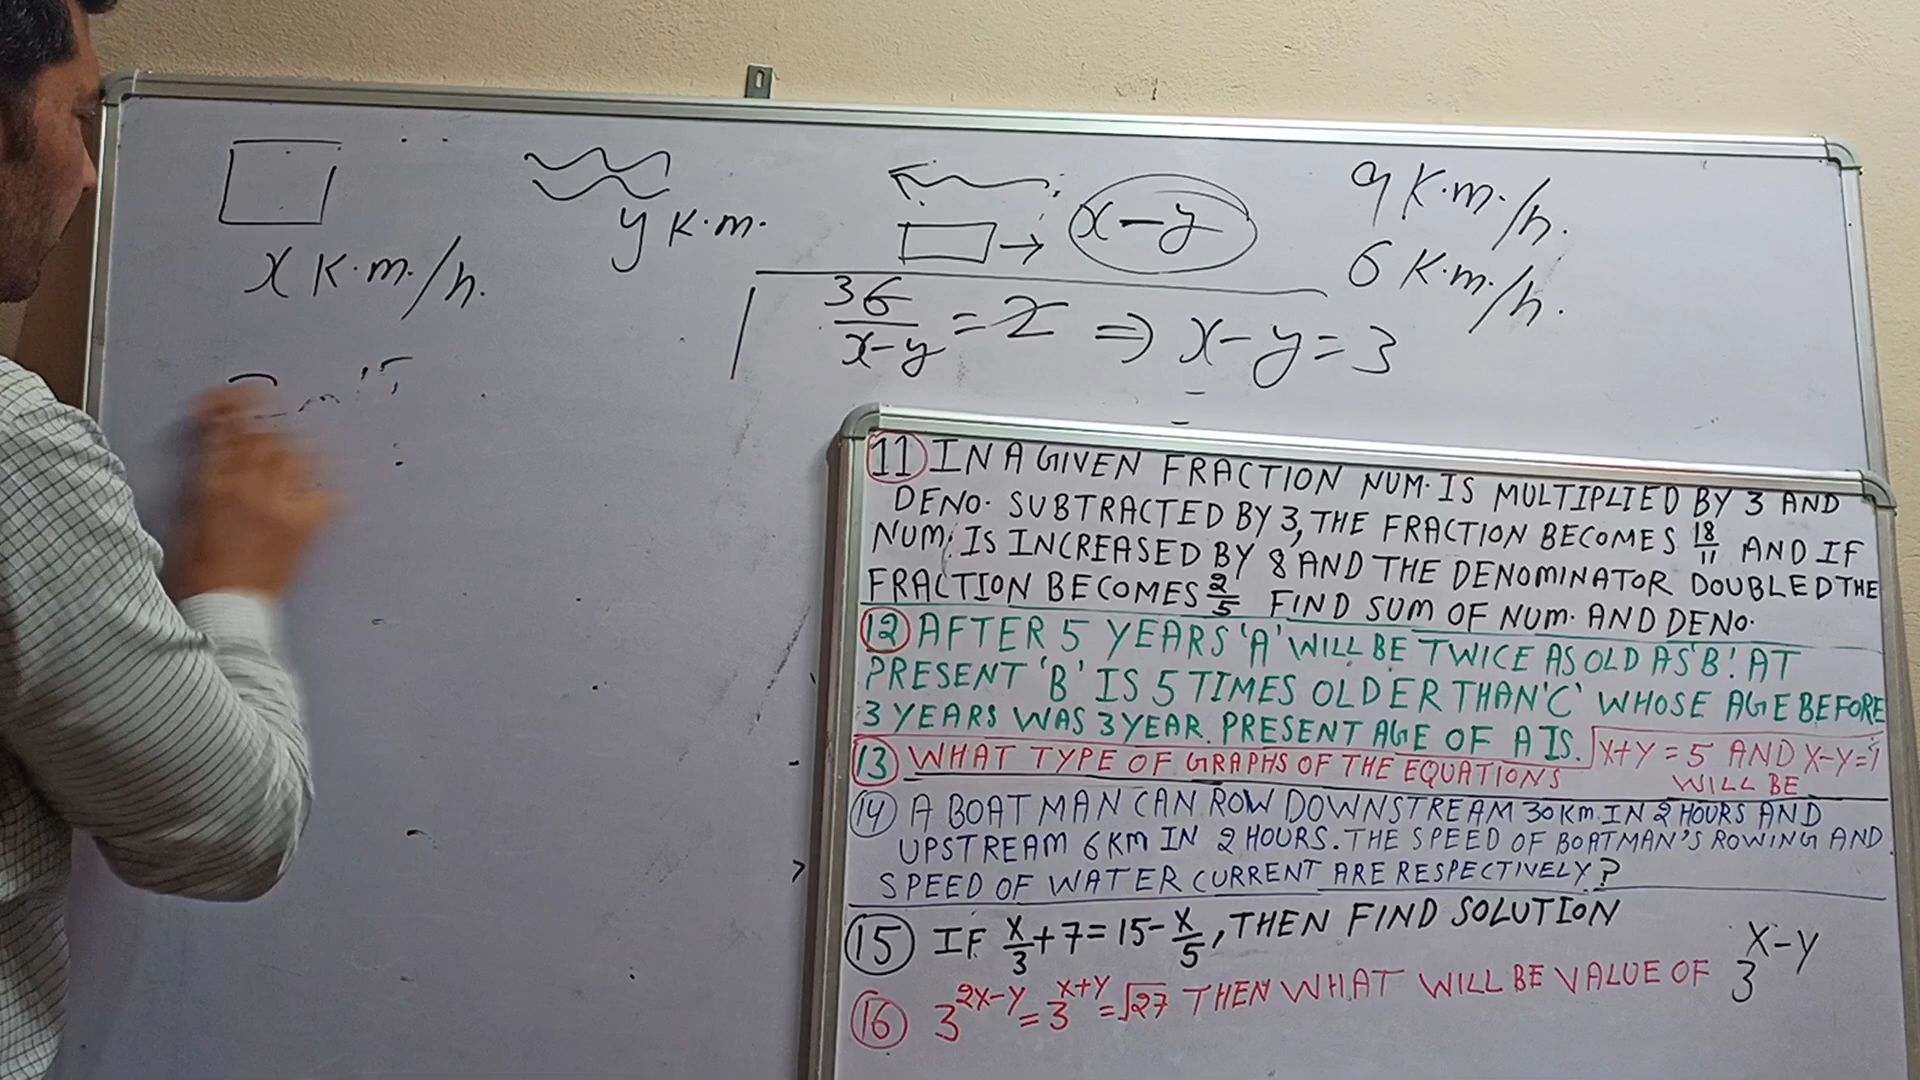 x K.m./h.
y K.m.
x-y
9 K.m./h.
6 K.m./h.
36/x-y = 2 ⇒ x-y=3
11 IN A GIVEN FRACTION NUM. IS MULTIPLIED BY 3 AND
DENO. SUBTRACTED BY 3, THE FRACTION BECOMES 18/11 AND IF
NUM. IS INCREASED BY 8 AND THE DENOMINATOR DOUBLED THE
FRACTION BECOMES 2/5 FIND SUM OF NUM. AND DENO.
12 AFTER 5 YEARS 'A' WILL BE TWICE AS OLD AS 'B'. AT
PRESENT 'B' IS 5 TIMES OLDER THAN 'C' WHOSE AGE BEFORE
3 YEARS WAS 3 YEAR. PRESENT AGE OF A IS.
13 WHAT TYPE OF GRAPHS OF THE EQUATIONS X+Y=5 AND X-Y=1
WILL BE
14 A BOAT MAN CAN ROW DOWNSTREAM 30 Km. IN 2 HOURS AND
UPSTREAM 6 KM IN 2 HOURS. THE SPEED OF BOATMAN'S ROWING AND
SPEED OF WATER CURRENT ARE RESPECTIVELY?
15 IF x/3+7=15-x/5, THEN FIND SOLUTION
16 3^2X-Y = 3^X+Y = √27 THEN WHAT WILL BE VALUE OF 3^X-Y